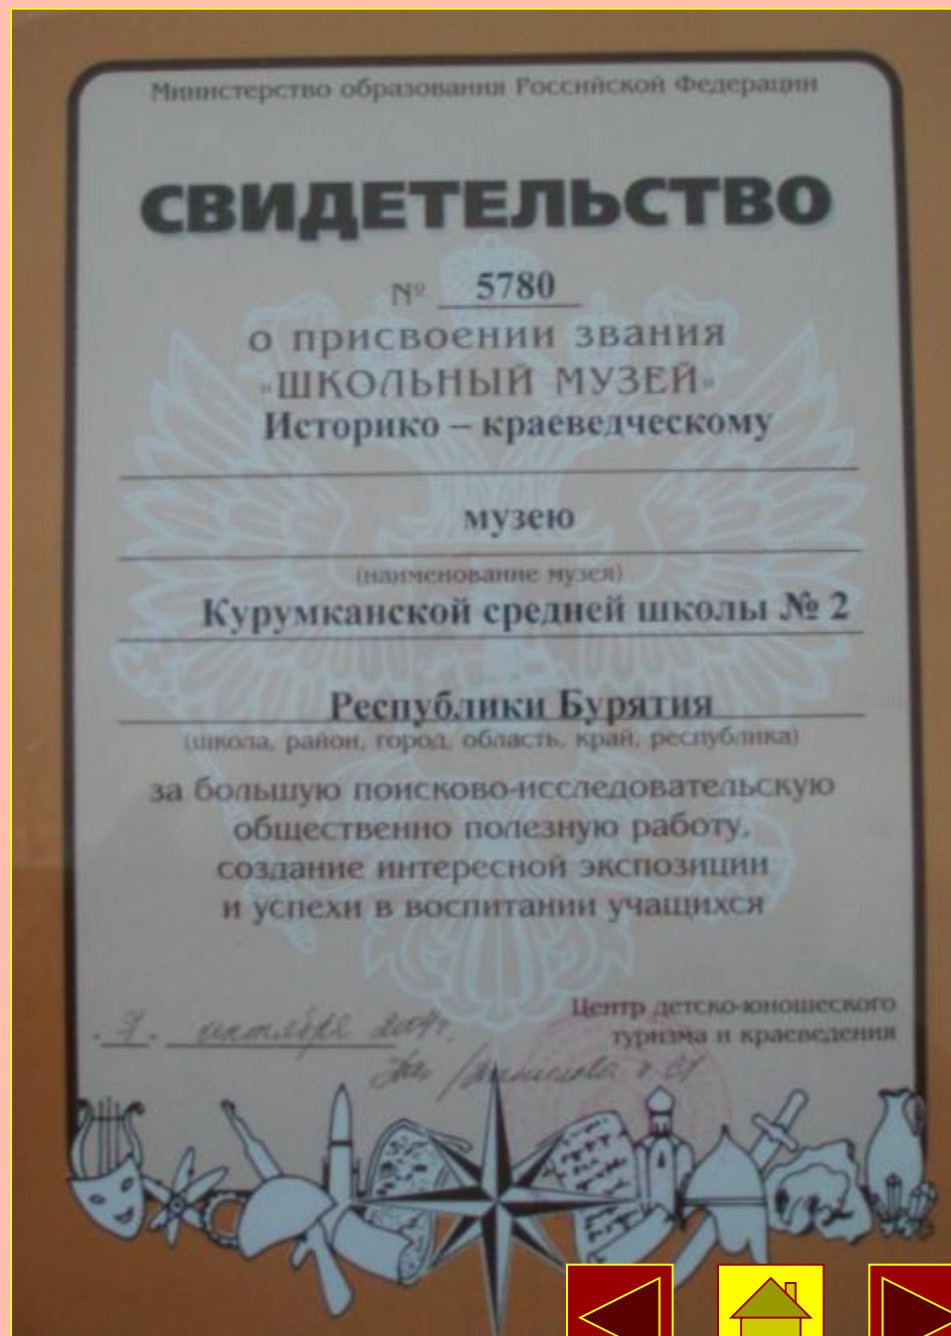 Министерство образования Российской Федерации
СВИДЕТЕЛЬСТВО
№ 5780
о присвоении звания
«ШКОЛЬНЫЙ МУЗЕЙ»
Историко – краеведческому
музею
(наименование музея)
Курумканской средней школы № 2
Республики Бурятия
(школа, район, город, область, край, республика)
за большую поисково-исследовательскую
общественно полезную работу,
создание интересной экспозиции
и успехи в воспитании учащихся
Центр детско-юношеского
туризма и краеведения
2004г.